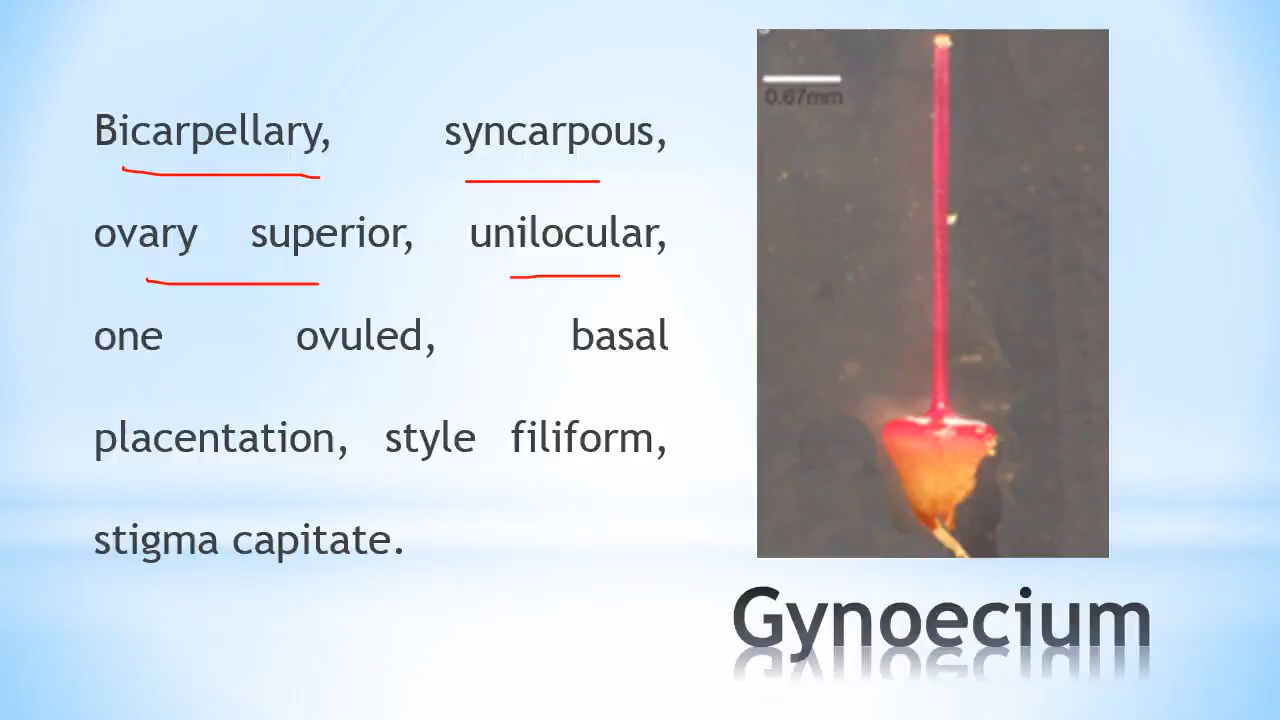 Bicarpellary, syncarpous,
ovary superior, unilocular,
one ovuled, basal
placentation, style filiform,
stigma capitate.
0.67mm
Gynoecium